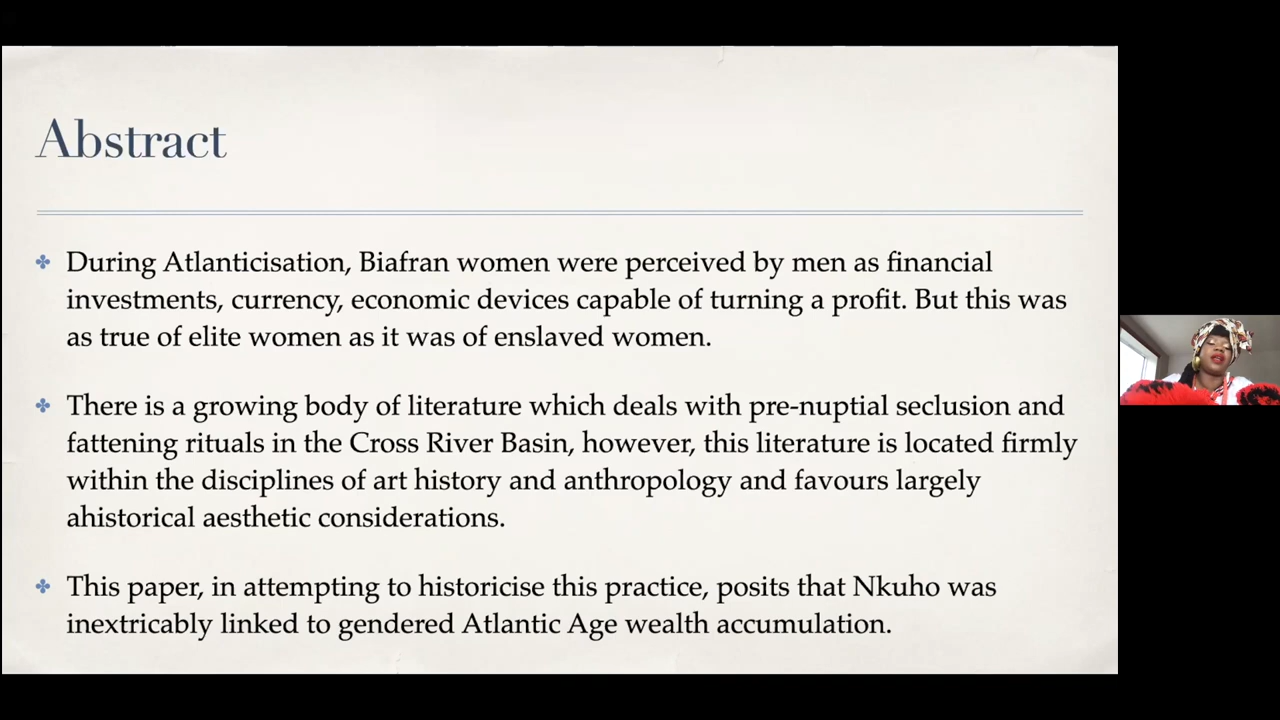 Abstract
During Atlanticisation, Biafran women were perceived by men as financial
investments, currency, economic devices capable of turning a profit. But this was
as true of elite women as it was of enslaved women.
There is a growing body of literature which deals with pre-nuptial seclusion and
fattening rituals in the Cross River Basin, however, this literature is located firmly
within the disciplines of art history and anthropology and favours largely
ahistorical aesthetic considerations.
This paper, in attempting to historicise this practice, posits that Nkuho was
inextricably linked to gendered Atlantic Age wealth accumulation.